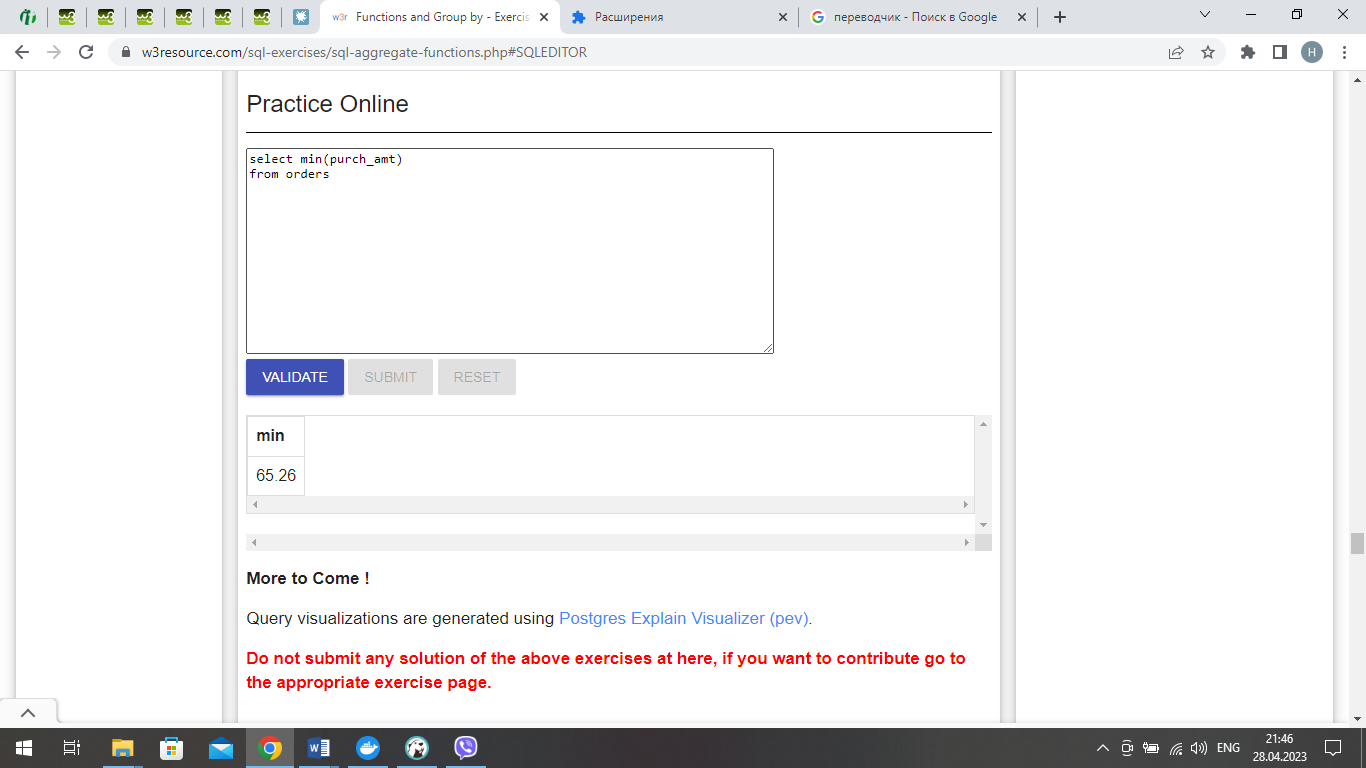 w3r Functions and Group by - Exercis
Расширения
переводчик - Поиск в Google
w3resource.com/sql-exercises/sql-aggregate-functions.php#SQLEDITOR
H
Practice Online
select min(purch_amt)
from orders
VALIDATE SUBMIT RESET
min
65.26
More to Come !
Query visualizations are generated using Postgres Explain Visualizer (pev).
Do not submit any solution of the above exercises at here, if you want to contribute go to
the appropriate exercise page.
ENG
21:46
28.04.2023